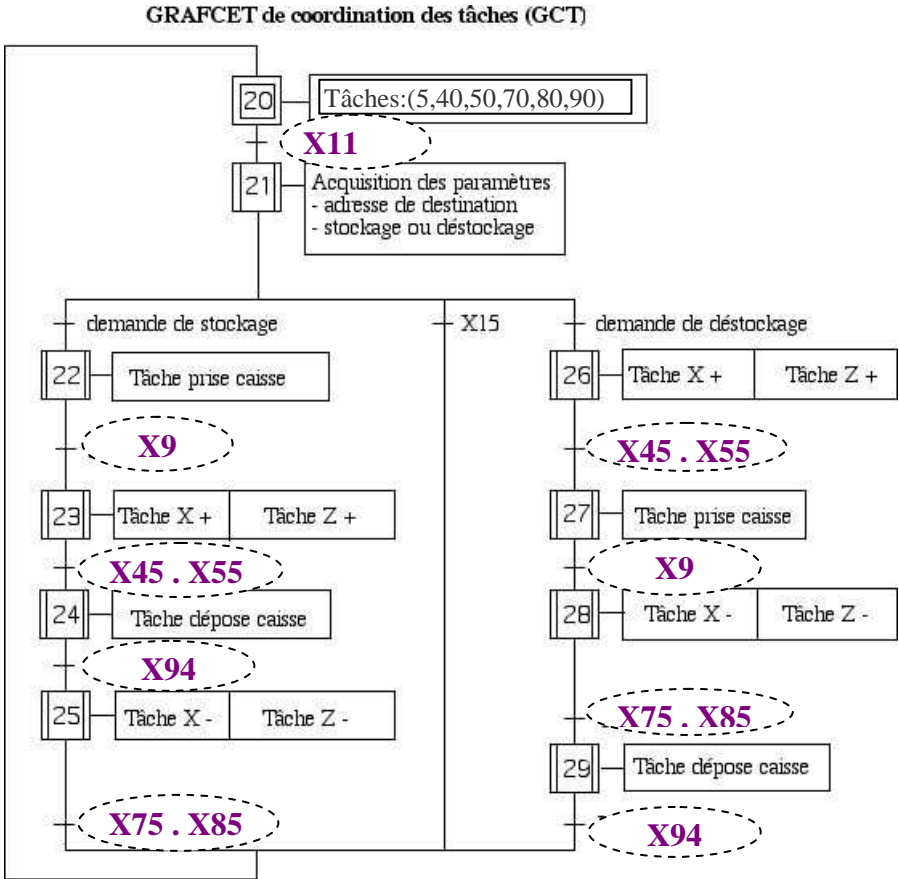 GRAFCET de coordination des tâches (GCT)
20
Tâches:(5,40,50,70,80,90)
X11
21
Acquisition des paramètres
- adresse de destination
- stockage ou déstockage
demande de stockage
X15
demande de déstockage
22
Tâche prise caisse
26
Tâche X +
Tâche Z +
X9
X45 . X55
23
Tâche X +
Tâche Z +
27
Tâche prise caisse
X45 . X55
X9
24
Tâche dépose caisse
28
Tâche X -
Tâche Z -
X94
25
Tâche X -
Tâche Z -
X75 . X85
29
Tâche dépose caisse
X75 . X85
X94